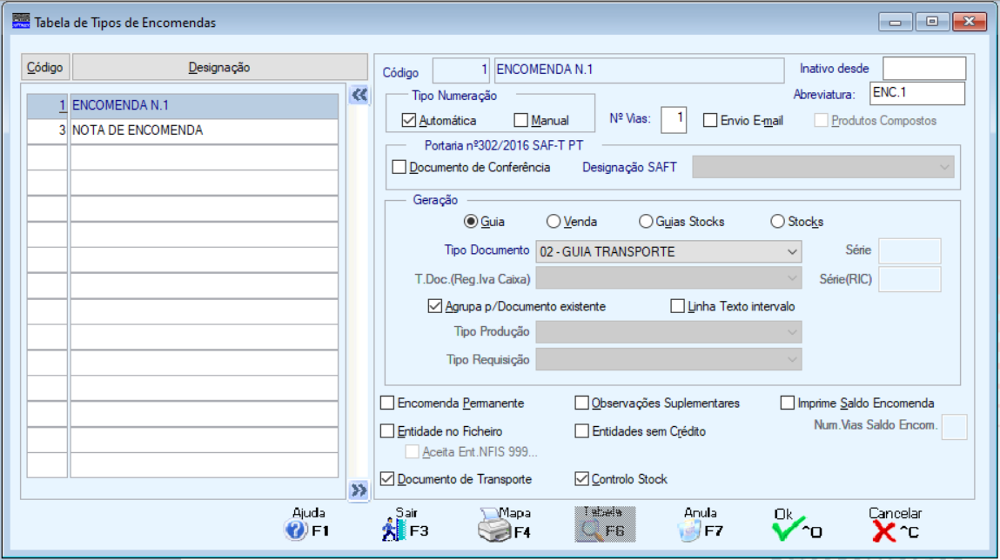 Tabela de Tipos de Encomendas
Código Designação
1 ENCOMENDA N.1
3 NOTA DE ENCOMENDA
Código 1 ENCOMENDA N.1 Inativo desde
Abreviatura: ENC.1
Tipo Numeração
Automática Manual Nº Vias: 1 Envio E-mail Produtos Compostos
Portaria nº302/2016 SAF-T PT
Documento de Conferência Designação SAFT
Geração
Guia Venda Guias Stocks Stocks
Tipo Documento 02 - GUIA TRANSPORTE Série
T.Doc.(Reg.Iva Caixa) Série(RIC)
Agrupa p/Documento existente Linha Texto intervalo
Tipo Produção
Tipo Requisição
Encomenda Permanente Observações Suplementares Imprime Saldo Encomenda
Entidade no Ficheiro Entidades sem Crédito Num.Vias Saldo Encom.
Aceita Ent.NFIS 999...
Documento de Transporte Controlo Stock
Ajuda F1 Sair F3 Mapa F4 Tabela F6 Anula F7 Ok ^O Cancelar ^C